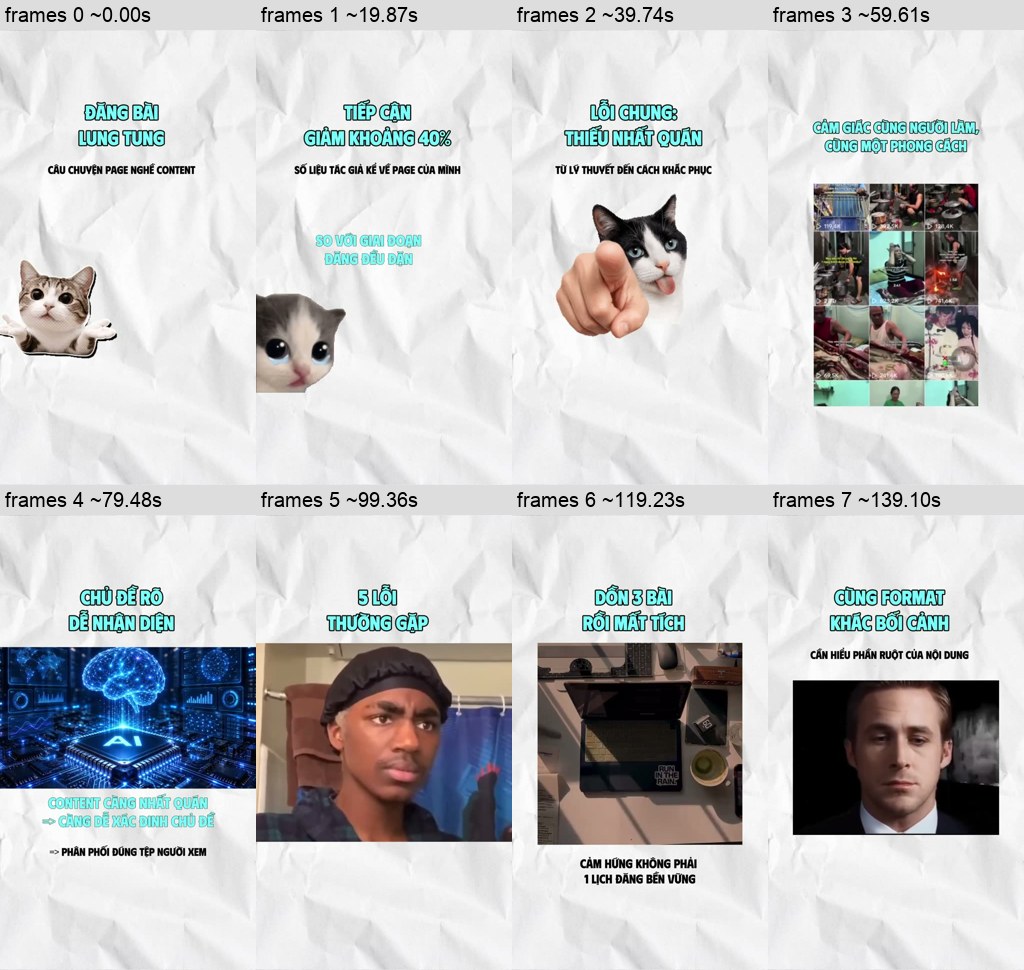 frames 0 ~0.00s
ĐĂNG BÀI
LUNG TUNG
CÂU CHUYỆN PAGE NGHỀ CONTENT
frames 1 ~19.87s
TIẾP CẬN
GIẢM KHOẢNG 40%
SỐ LIỆU TÁC GIẢ KỂ VỀ PAGE CỦA MÌNH
SO VỚI GIAI ĐOẠN
ĐĂNG ĐỀU ĐẶN
frames 2 ~39.74s
LỖI CHUNG:
THIẾU NHẤT QUÁN
TỪ LÝ THUYẾT ĐẾN CÁCH KHẮC PHỤC
frames 3 ~59.61s
CẢM GIÁC CÙNG NGƯỜI LÀM,
CÙNG MỘT PHONG CÁCH
frames 4 ~79.48s
CHỦ ĐỀ RÕ
DỄ NHẬN DIỆN
AI
CONTENT CÀNG NHẤT QUÁN
=> CÀNG DỄ XÁC ĐỊNH CHỦ ĐỀ
=> PHÂN PHỐI ĐÚNG TỆP NGƯỜI XEM
frames 5 ~99.36s
5 LỖI
THƯỜNG GẶP
frames 6 ~119.23s
DỒN 3 BÀI
RỒI MẤT TÍCH
RUN
IN THE
RAIN
CẢM HỨNG KHÔNG PHẢI
1 LỊCH ĐĂNG BỀN VỮNG
frames 7 ~139.10s
CÙNG FORMAT
KHÁC BỐI CẢNH
CẦN HIỂU PHẦN RUỘT CỦA NỘI DUNG